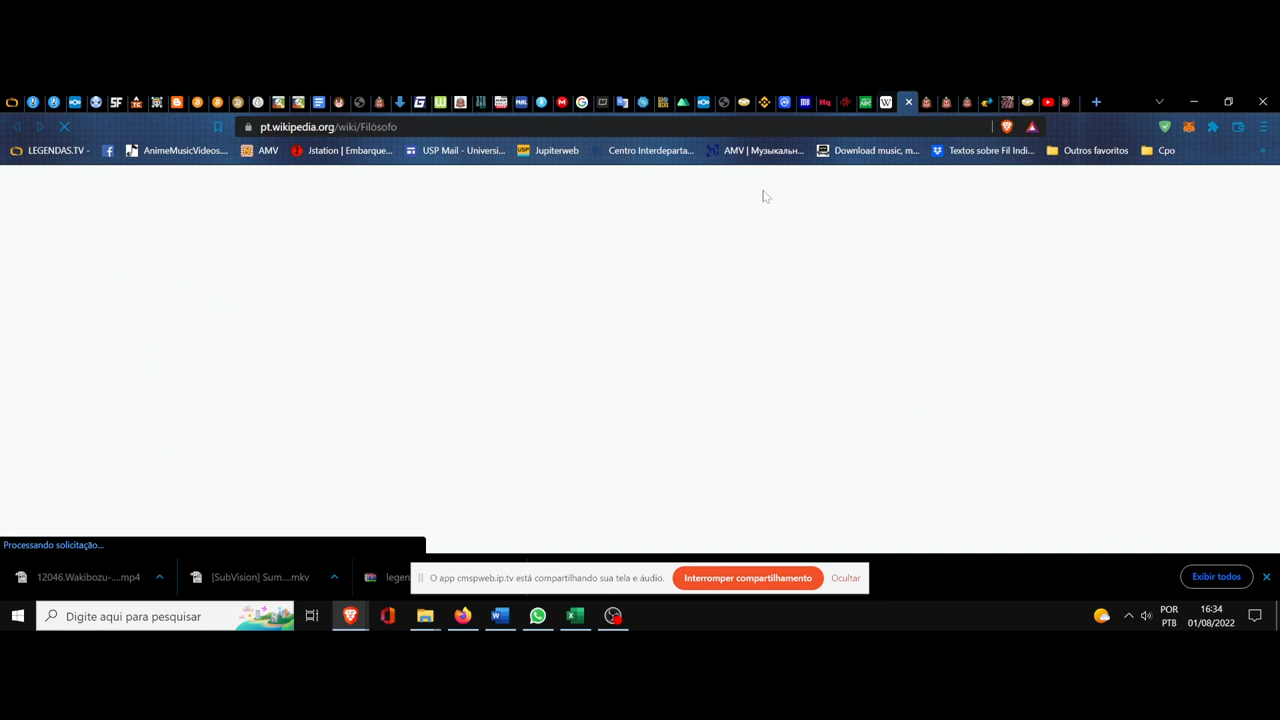 pt.wikipedia.org/wiki/Filósofo
LEGENDAS.TV - AnimeMusicVideos.... AMV Jstation | Embarque... USP Mail - Universi... Jupiterweb Centro Interdeparta... AMV | Музыкальн... Download music, m... Textos sobre Fil Indi... Outros favoritos Cpo
Processando solicitação...
12046.Wakibozu-....mp4 [SubVision] Sum....mkv legen O app cmspweb.ip.tv está compartilhando sua tela e áudio. Interromper compartilhamento Ocultar Exibir todos
Digite aqui para pesquisar POR 16:34
PTB 01/08/2022